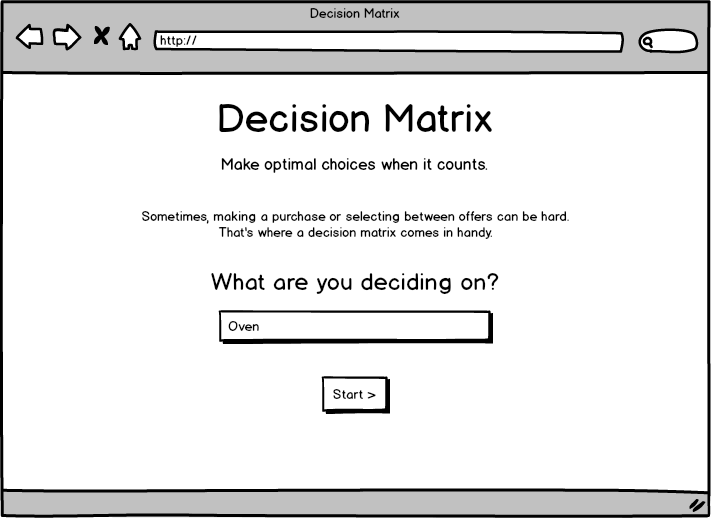 Decision Matrix
http://
Decision Matrix
Make optimal choices when it counts.
Sometimes, making a purchase or selecting between offers can be hard.
That's where a decision matrix comes in handy.
What are you deciding on?
Oven
Start >